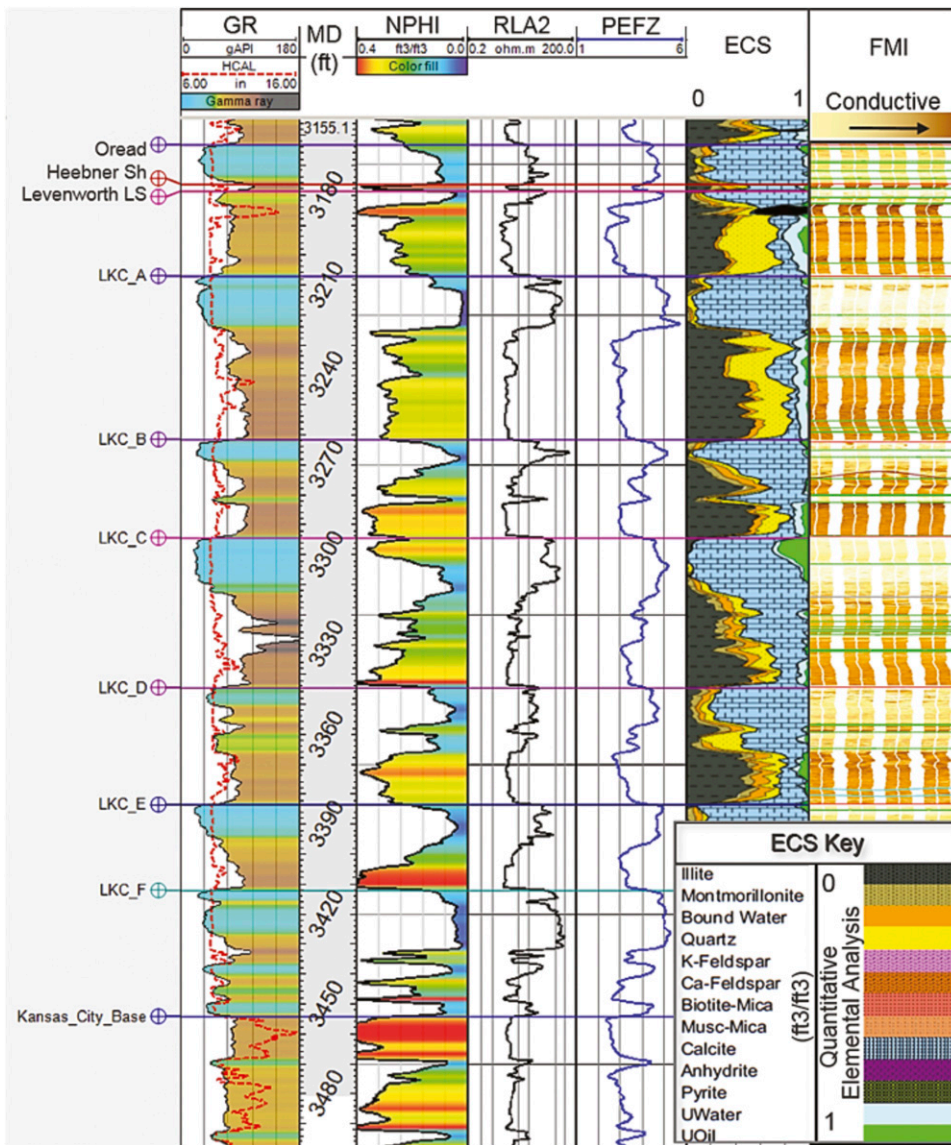 GR
0 gAPI 180
HCAL
6.00 in 16.00
Gamma ray
MD
(ft)
NPHI
0.4 ft3/ft3 0.0
Color fill
RLA2
0.2 ohm.m 200.0
PEFZ
1 6
ECS
0 1
FMI
Conductive
3155.1
Oread
Heebner Sh
Levenworth LS
3180
LKC_A
3210
3240
LKC_B
3270
LKC_C
3300
3330
LKC_D
3360
LKC_E
3390
LKC_F
3420
Kansas_City_Base
3450
3480
ECS Key
Illite
Montmorillonite
Bound Water
Quartz
K-Feldspar
Ca-Feldspar
Biotite-Mica
Musc-Mica
Calcite
Anhydrite
Pyrite
UWater
UOil
0
(ft3/ft3)
Quantitative
Elemental Analysis
1